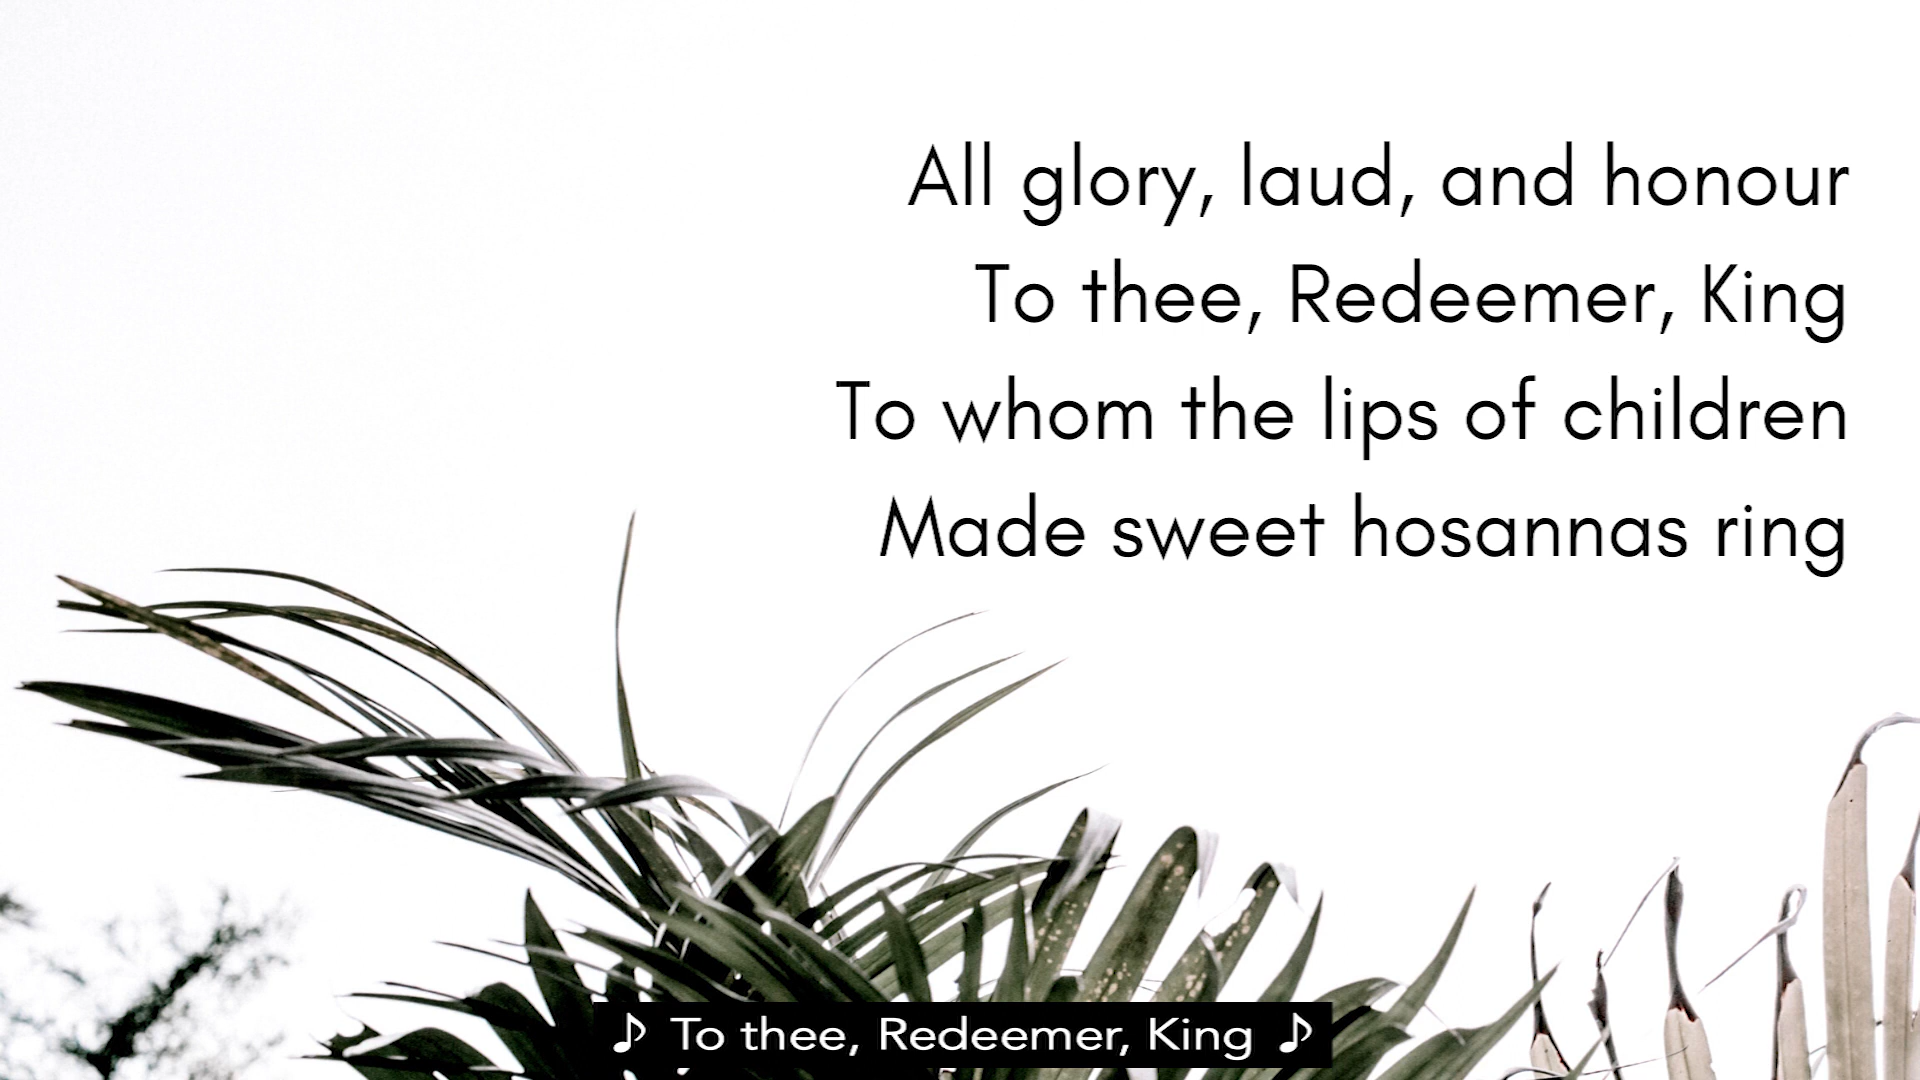 All glory, laud, and honour
To thee, Redeemer, King
To whom the lips of children
Made sweet hosannas ring
♪ To thee, Redeemer, King ♪